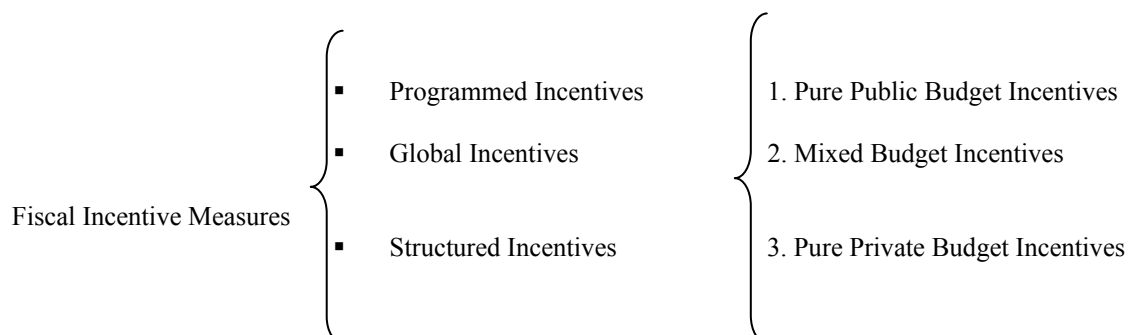 ▪ Programmed Incentives 1. Pure Public Budget Incentives
▪ Global Incentives 2. Mixed Budget Incentives
Fiscal Incentive Measures
▪ Structured Incentives 3. Pure Private Budget Incentives